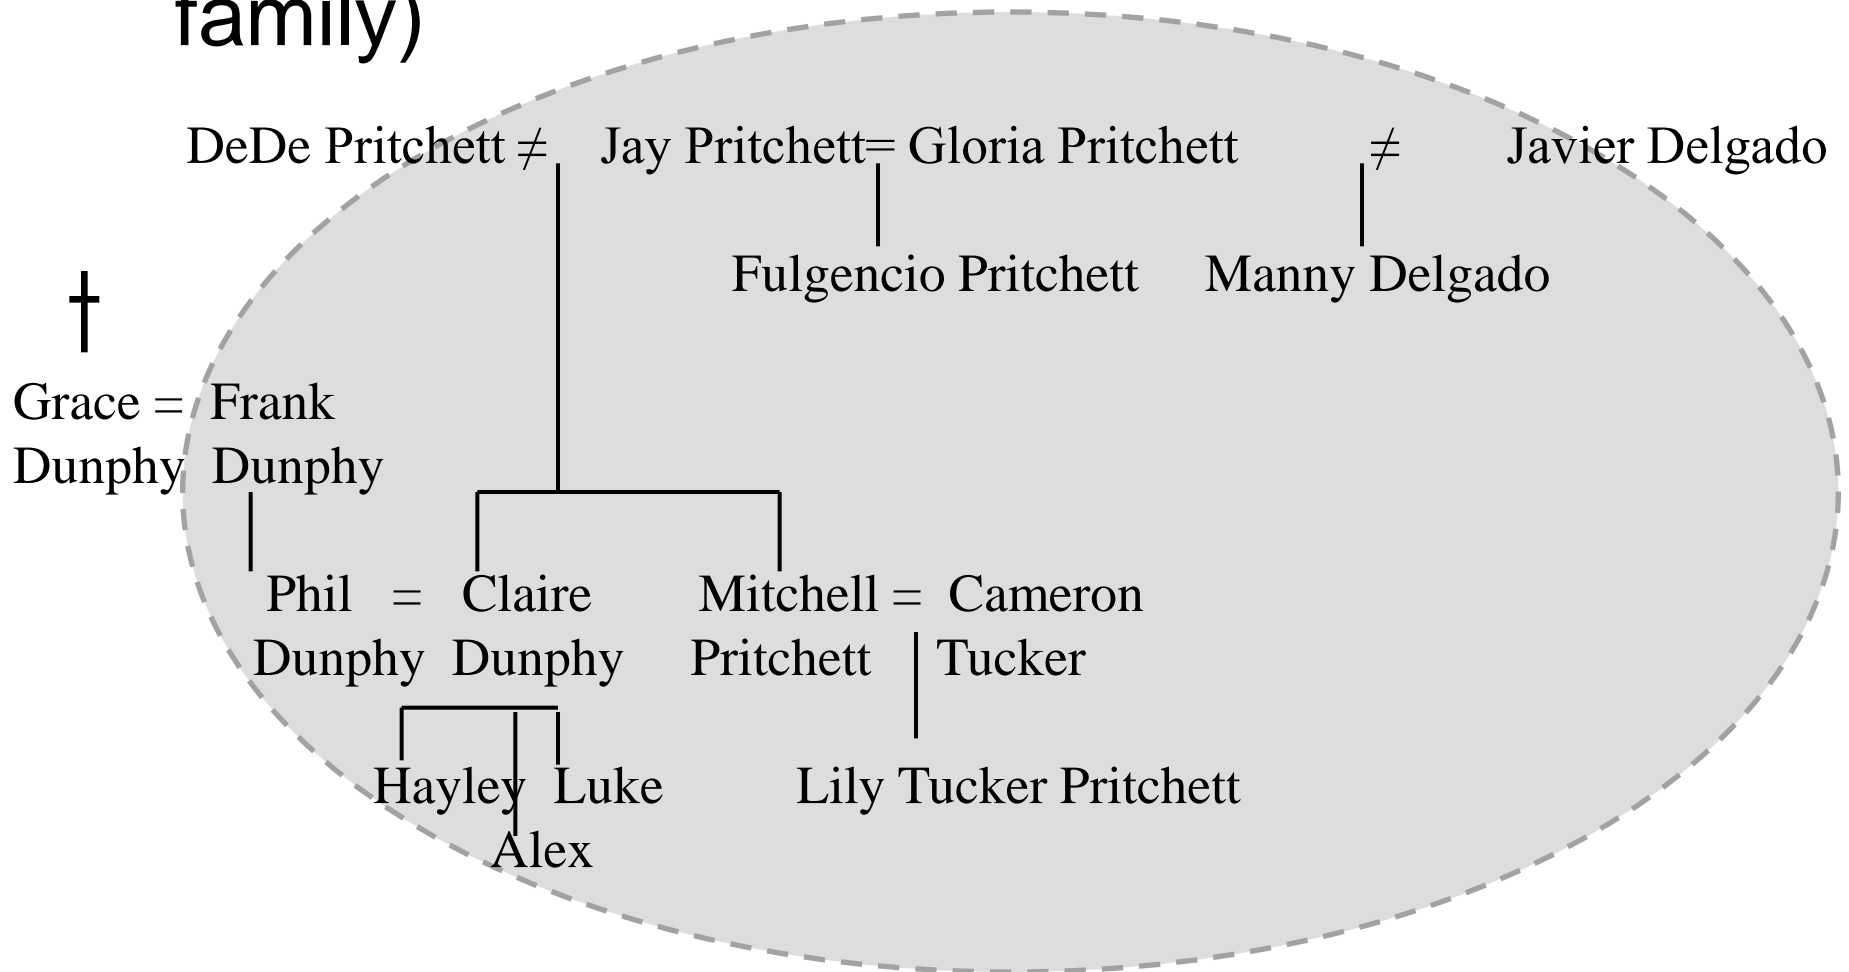 family)
DeDe Pritchett ≠ Jay Pritchett= Gloria Pritchett ≠ Javier Delgado
Fulgencio Pritchett Manny Delgado
†
Grace = Frank
Dunphy Dunphy
Phil = Claire Mitchell = Cameron
Dunphy Dunphy Pritchett Tucker
Hayley Luke Lily Tucker Pritchett
Alex